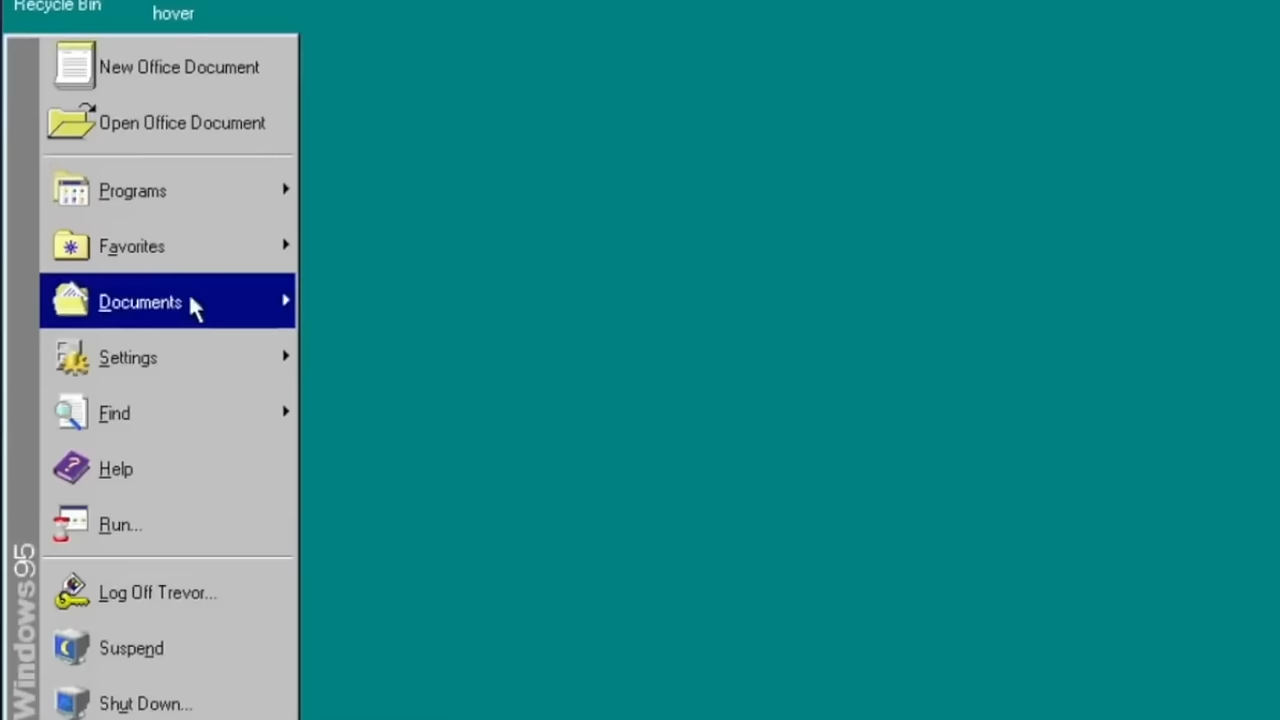 Recycle Bin
hover
New Office Document
Open Office Document
Programs
Favorites
Documents
Settings
Find
Help
Run...
Log Off Trevor...
Suspend
Shut Down...
Windows95